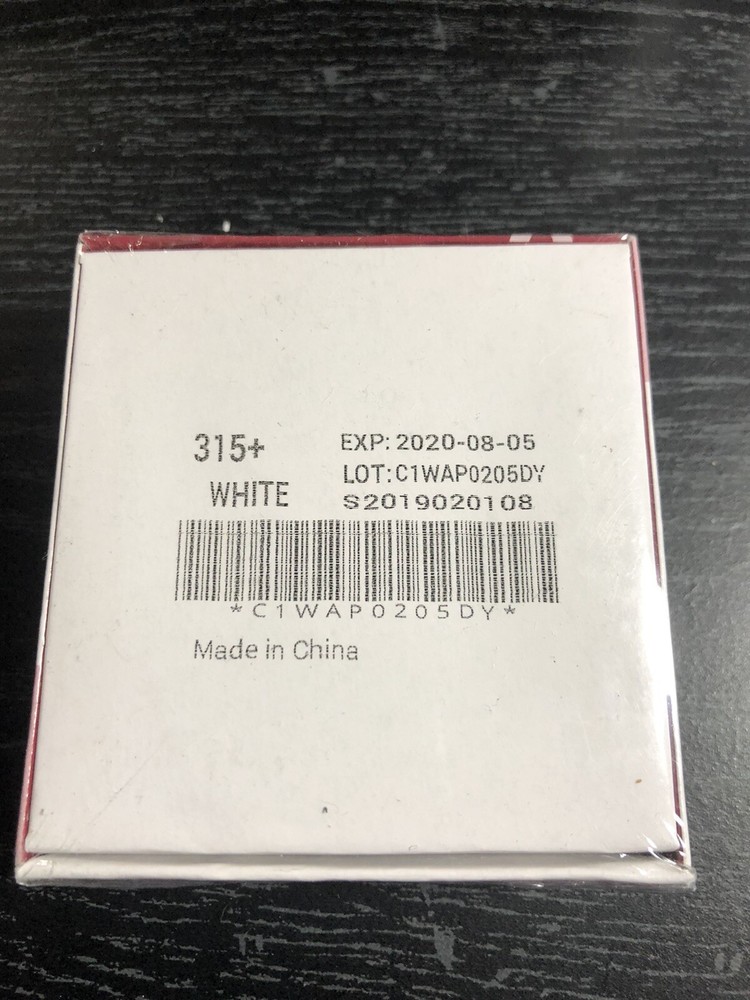 315+
WHITE
EXP: 2020-08-05
LOT:C1WAP0205DY
S2019020108
*C1WAP0205DY*
Made in China